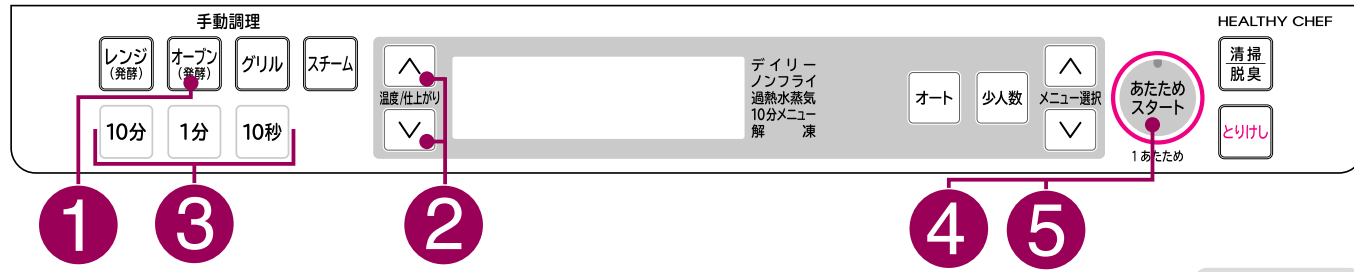 手動調理
HEALTHY CHEF
レンジ
(発酵)
オーブン
(発酵)
グリル
スチーム
10分
1分
10秒
温度/仕上がり
デイリー
ノンフライ
過熱水蒸気
10分メニュー
解 凍
オート
少人数
メニュー選択
あたため
スタート
1あたため
清掃
脱臭
とりけし
1
3
2
4
5